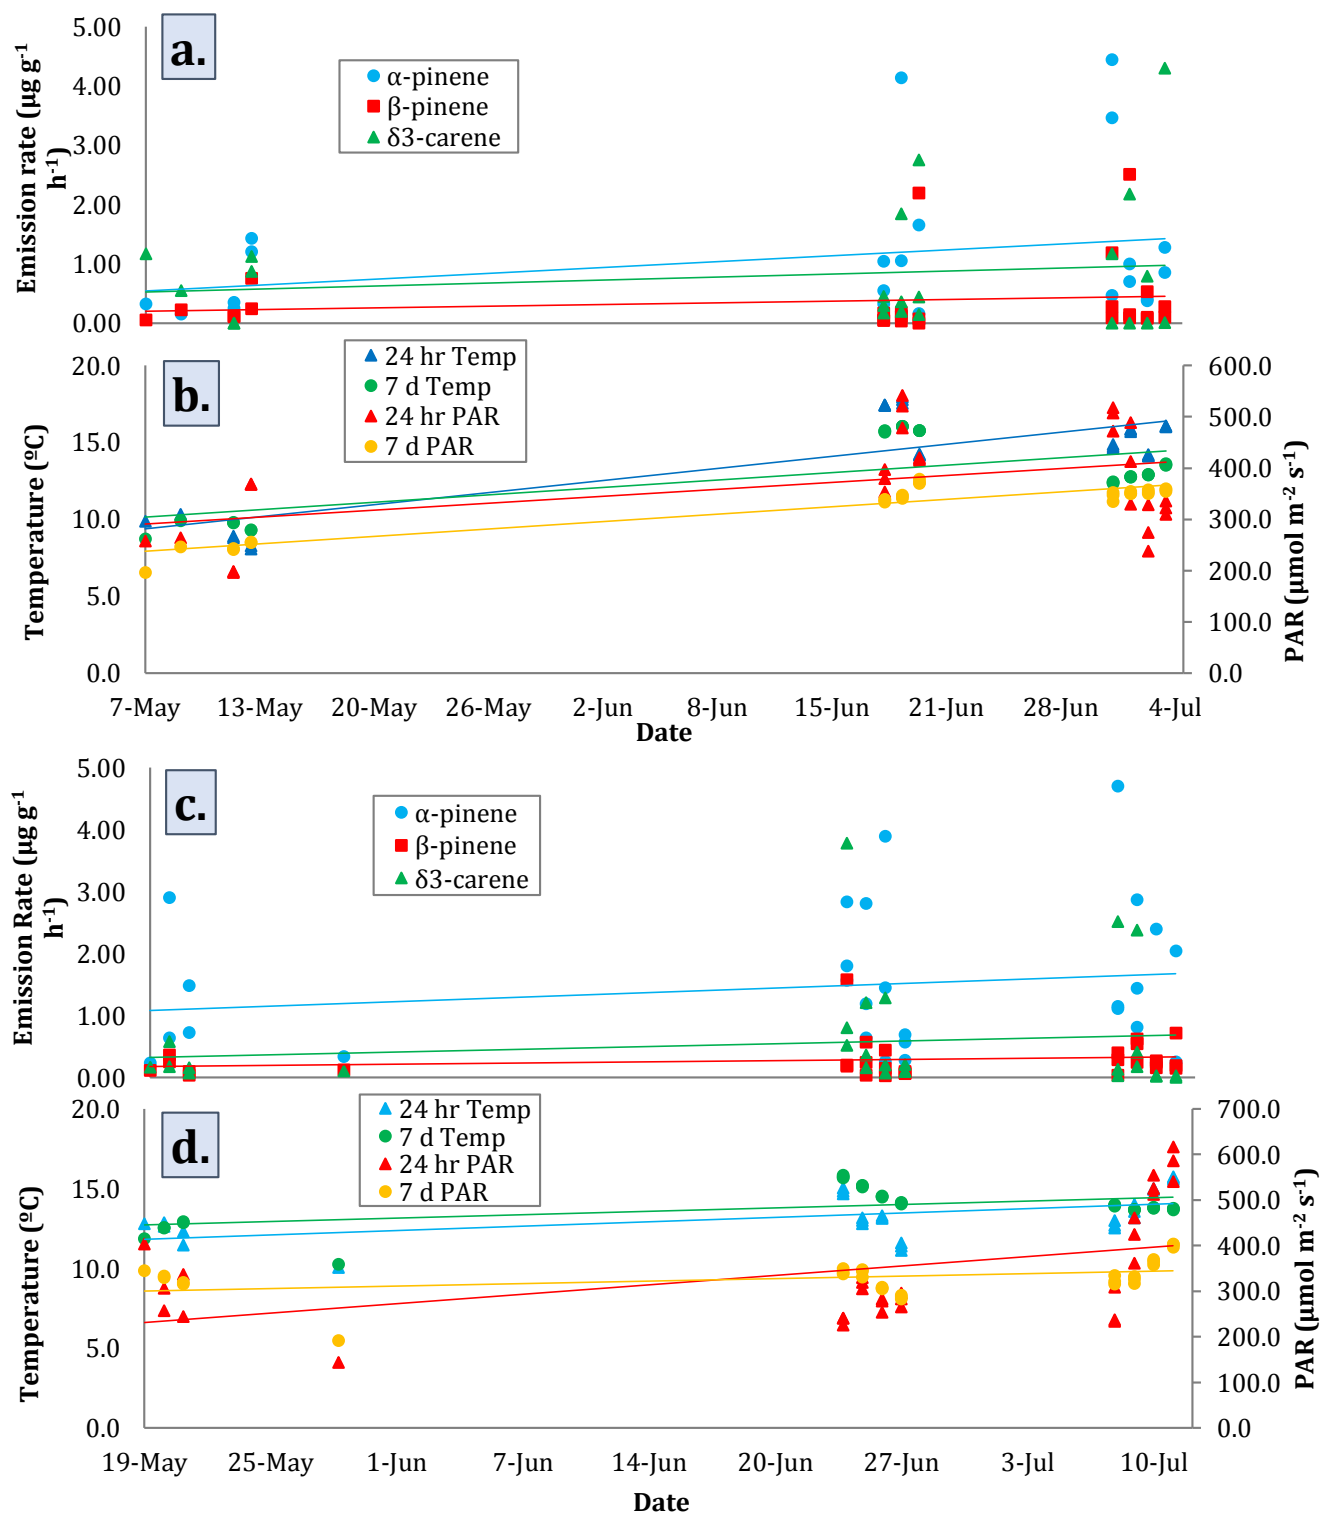 a.
Emission rate (µg g-1
h-1)
5.00
4.00
3.00
2.00
1.00
0.00
α-pinene
β-pinene
δ3-carene
b.
Temperature (ºC)
20.0
15.0
10.0
5.0
0.0
24 hr Temp
7 d Temp
24 hr PAR
7 d PAR
600.0
500.0
400.0
300.0
200.0
100.0
0.0
PAR (µmol m-2 s-1)
7-May 13-May 20-May 26-May 2-Jun 8-Jun 15-Jun 21-Jun 28-Jun 4-Jul
Date
c.
Emission Rate (µg g-1
h-1)
5.00
4.00
3.00
2.00
1.00
0.00
α-pinene
β-pinene
δ3-carene
d.
Temperature (ºC)
20.0
15.0
10.0
5.0
0.0
24 hr Temp
7 d Temp
24 hr PAR
7 d PAR
700.0
600.0
500.0
400.0
300.0
200.0
100.0
0.0
PAR (µmol m-2 s-1)
19-May 25-May 1-Jun 7-Jun 14-Jun 20-Jun 27-Jun 3-Jul 10-Jul
Date